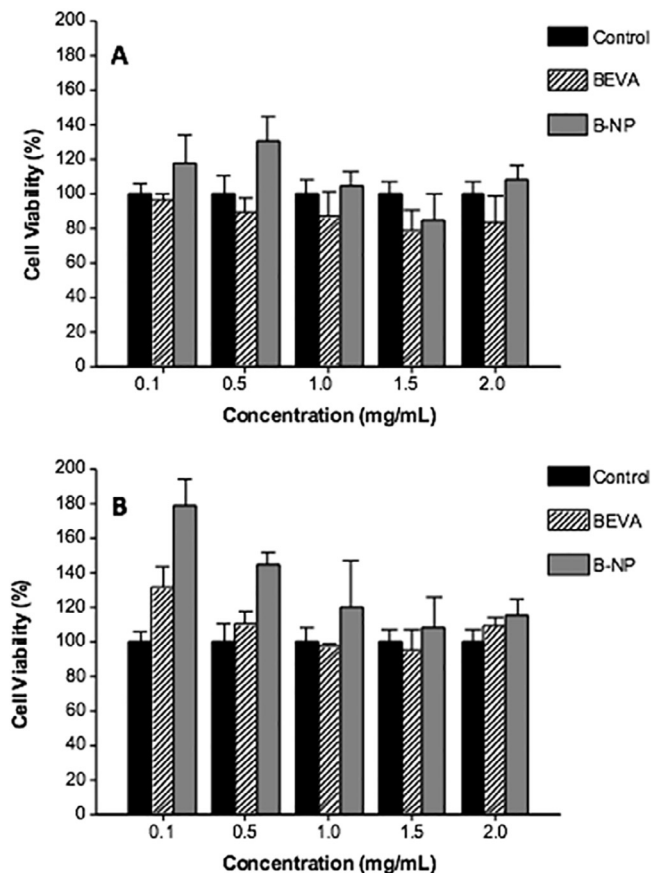 A
Control
BEVA
B-NP
Cell Viability (%)
200
180
160
140
120
100
80
60
40
20
0
0.1 0.5 1.0 1.5 2.0
Concentration (mg/mL)
B
Control
BEVA
B-NP
Cell Viability (%)
200
180
160
140
120
100
80
60
40
20
0
0.1 0.5 1.0 1.5 2.0
Concentration (mg/mL)